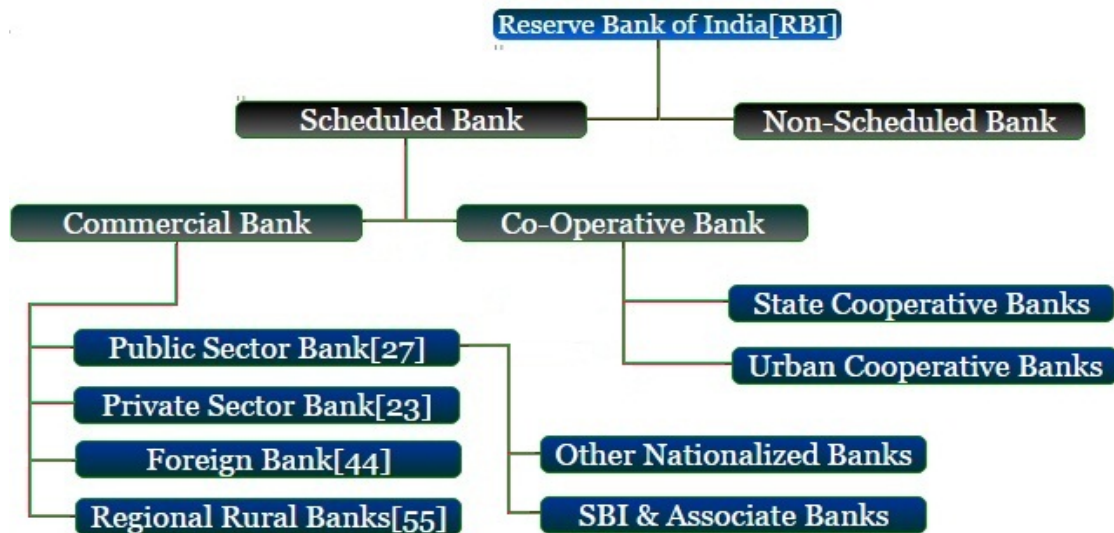 Reserve Bank of India[RBI]
Scheduled Bank
Non-Scheduled Bank
Commercial Bank
Co-Operative Bank
State Cooperative Banks
Urban Cooperative Banks
Public Sector Bank[27]
Private Sector Bank[23]
Foreign Bank[44]
Regional Rural Banks[55]
Other Nationalized Banks
SBI & Associate Banks